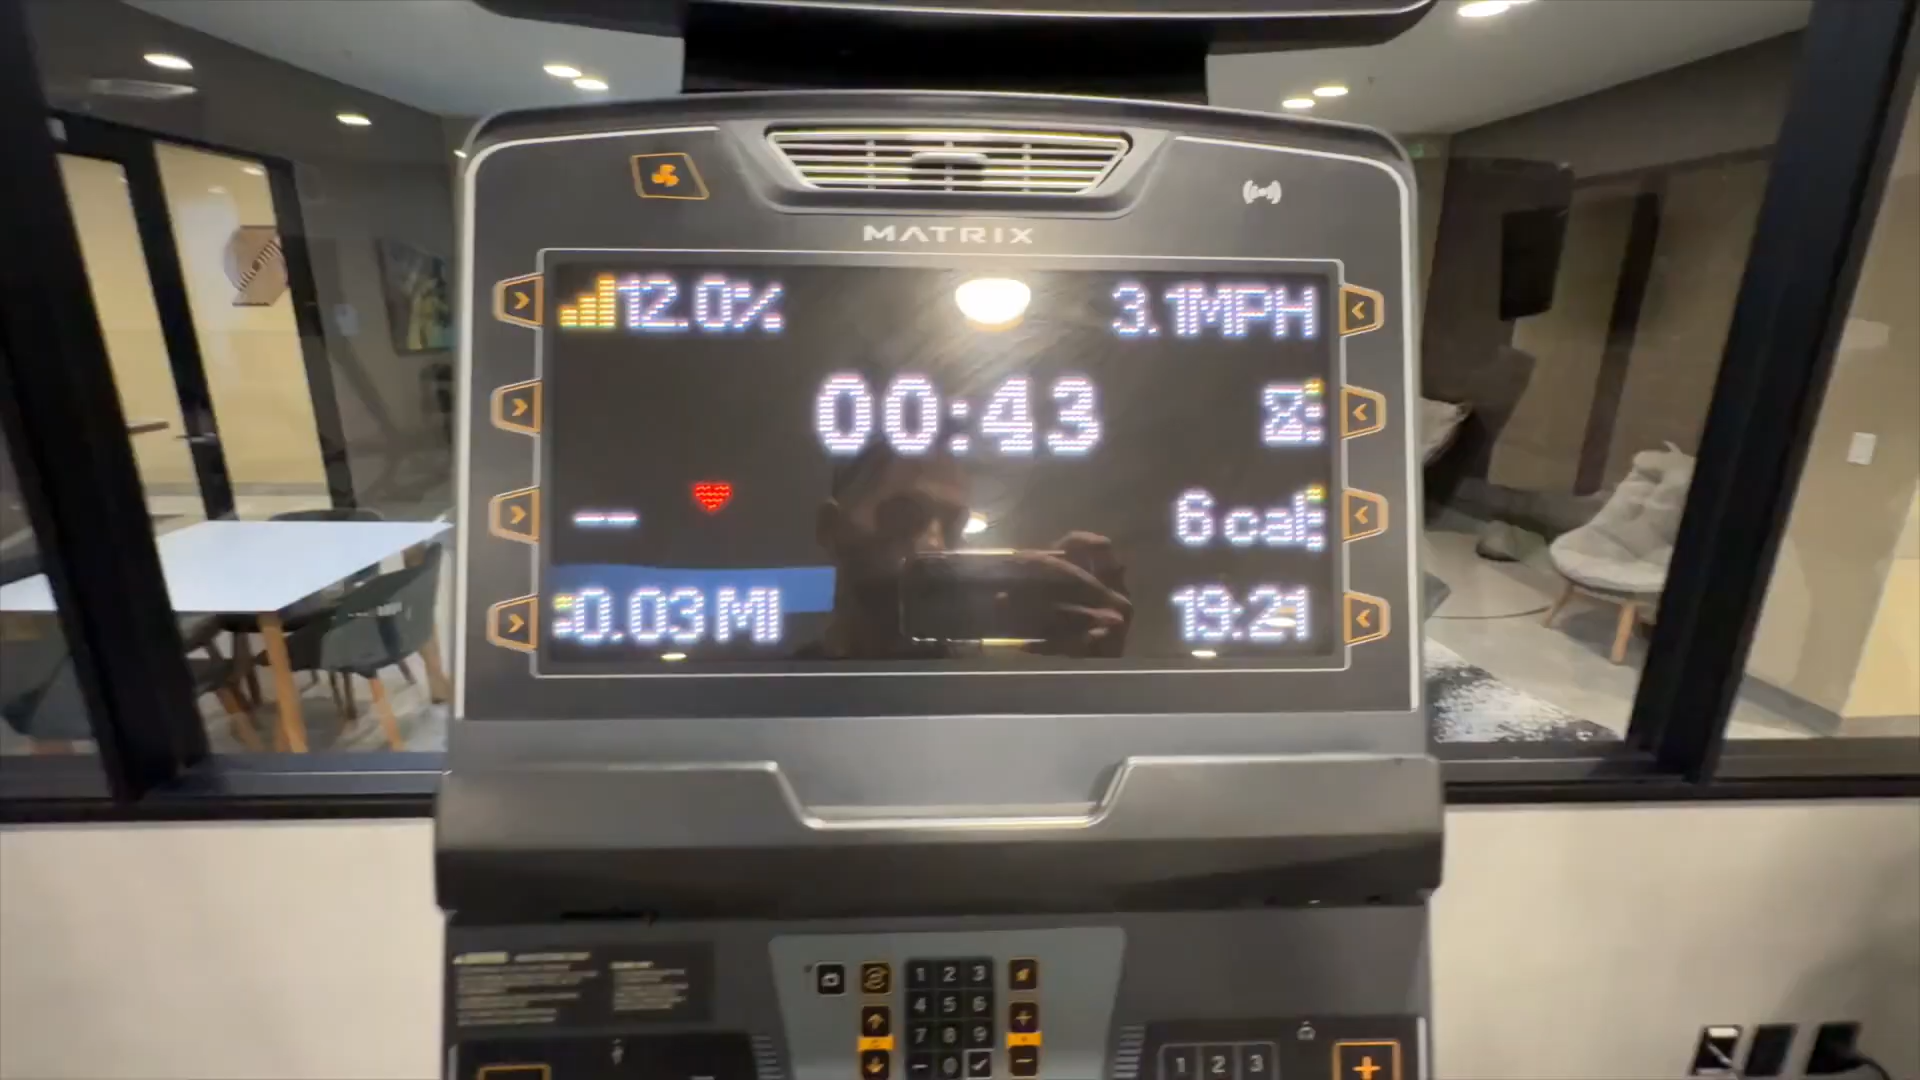 MATRIX
12.0%
3.1MPH
00:43
--
6 cal
0.03 MI
19:21
1 2 3
4 5 6
7 8 9
0
+
-
1 2 3
+